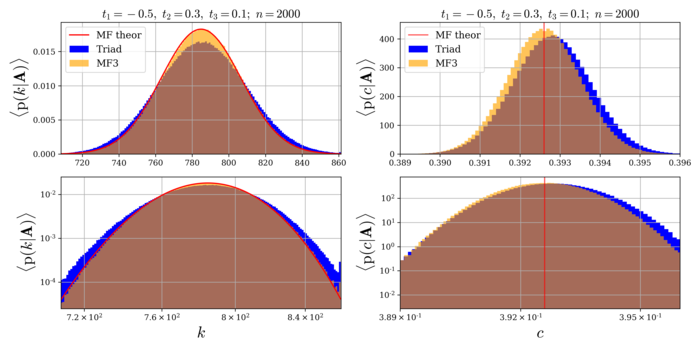 t₁ = −0.5, t₂ = 0.3, t₃ = 0.1; n = 2000
t₁ = −0.5, t₂ = 0.3, t₃ = 0.1; n = 2000
⟨p(k|A)⟩
0.015
0.010
0.005
0.000
MF theor
Triad
MF3
720 740 760 780 800 820 840 860
⟨p(c|A)⟩
400
300
200
100
0
MF theor
Triad
MF3
0.389 0.390 0.391 0.392 0.393 0.394 0.395 0.396
⟨p(k|A)⟩
10⁻²
10⁻³
10⁻⁴
7.2 × 10² 7.6 × 10² 8 × 10² 8.4 × 10²
k
⟨p(c|A)⟩
10²
10¹
10⁰
10⁻¹
10⁻²
3.89 × 10⁻¹ 3.92 × 10⁻¹ 3.95 × 10⁻¹
c